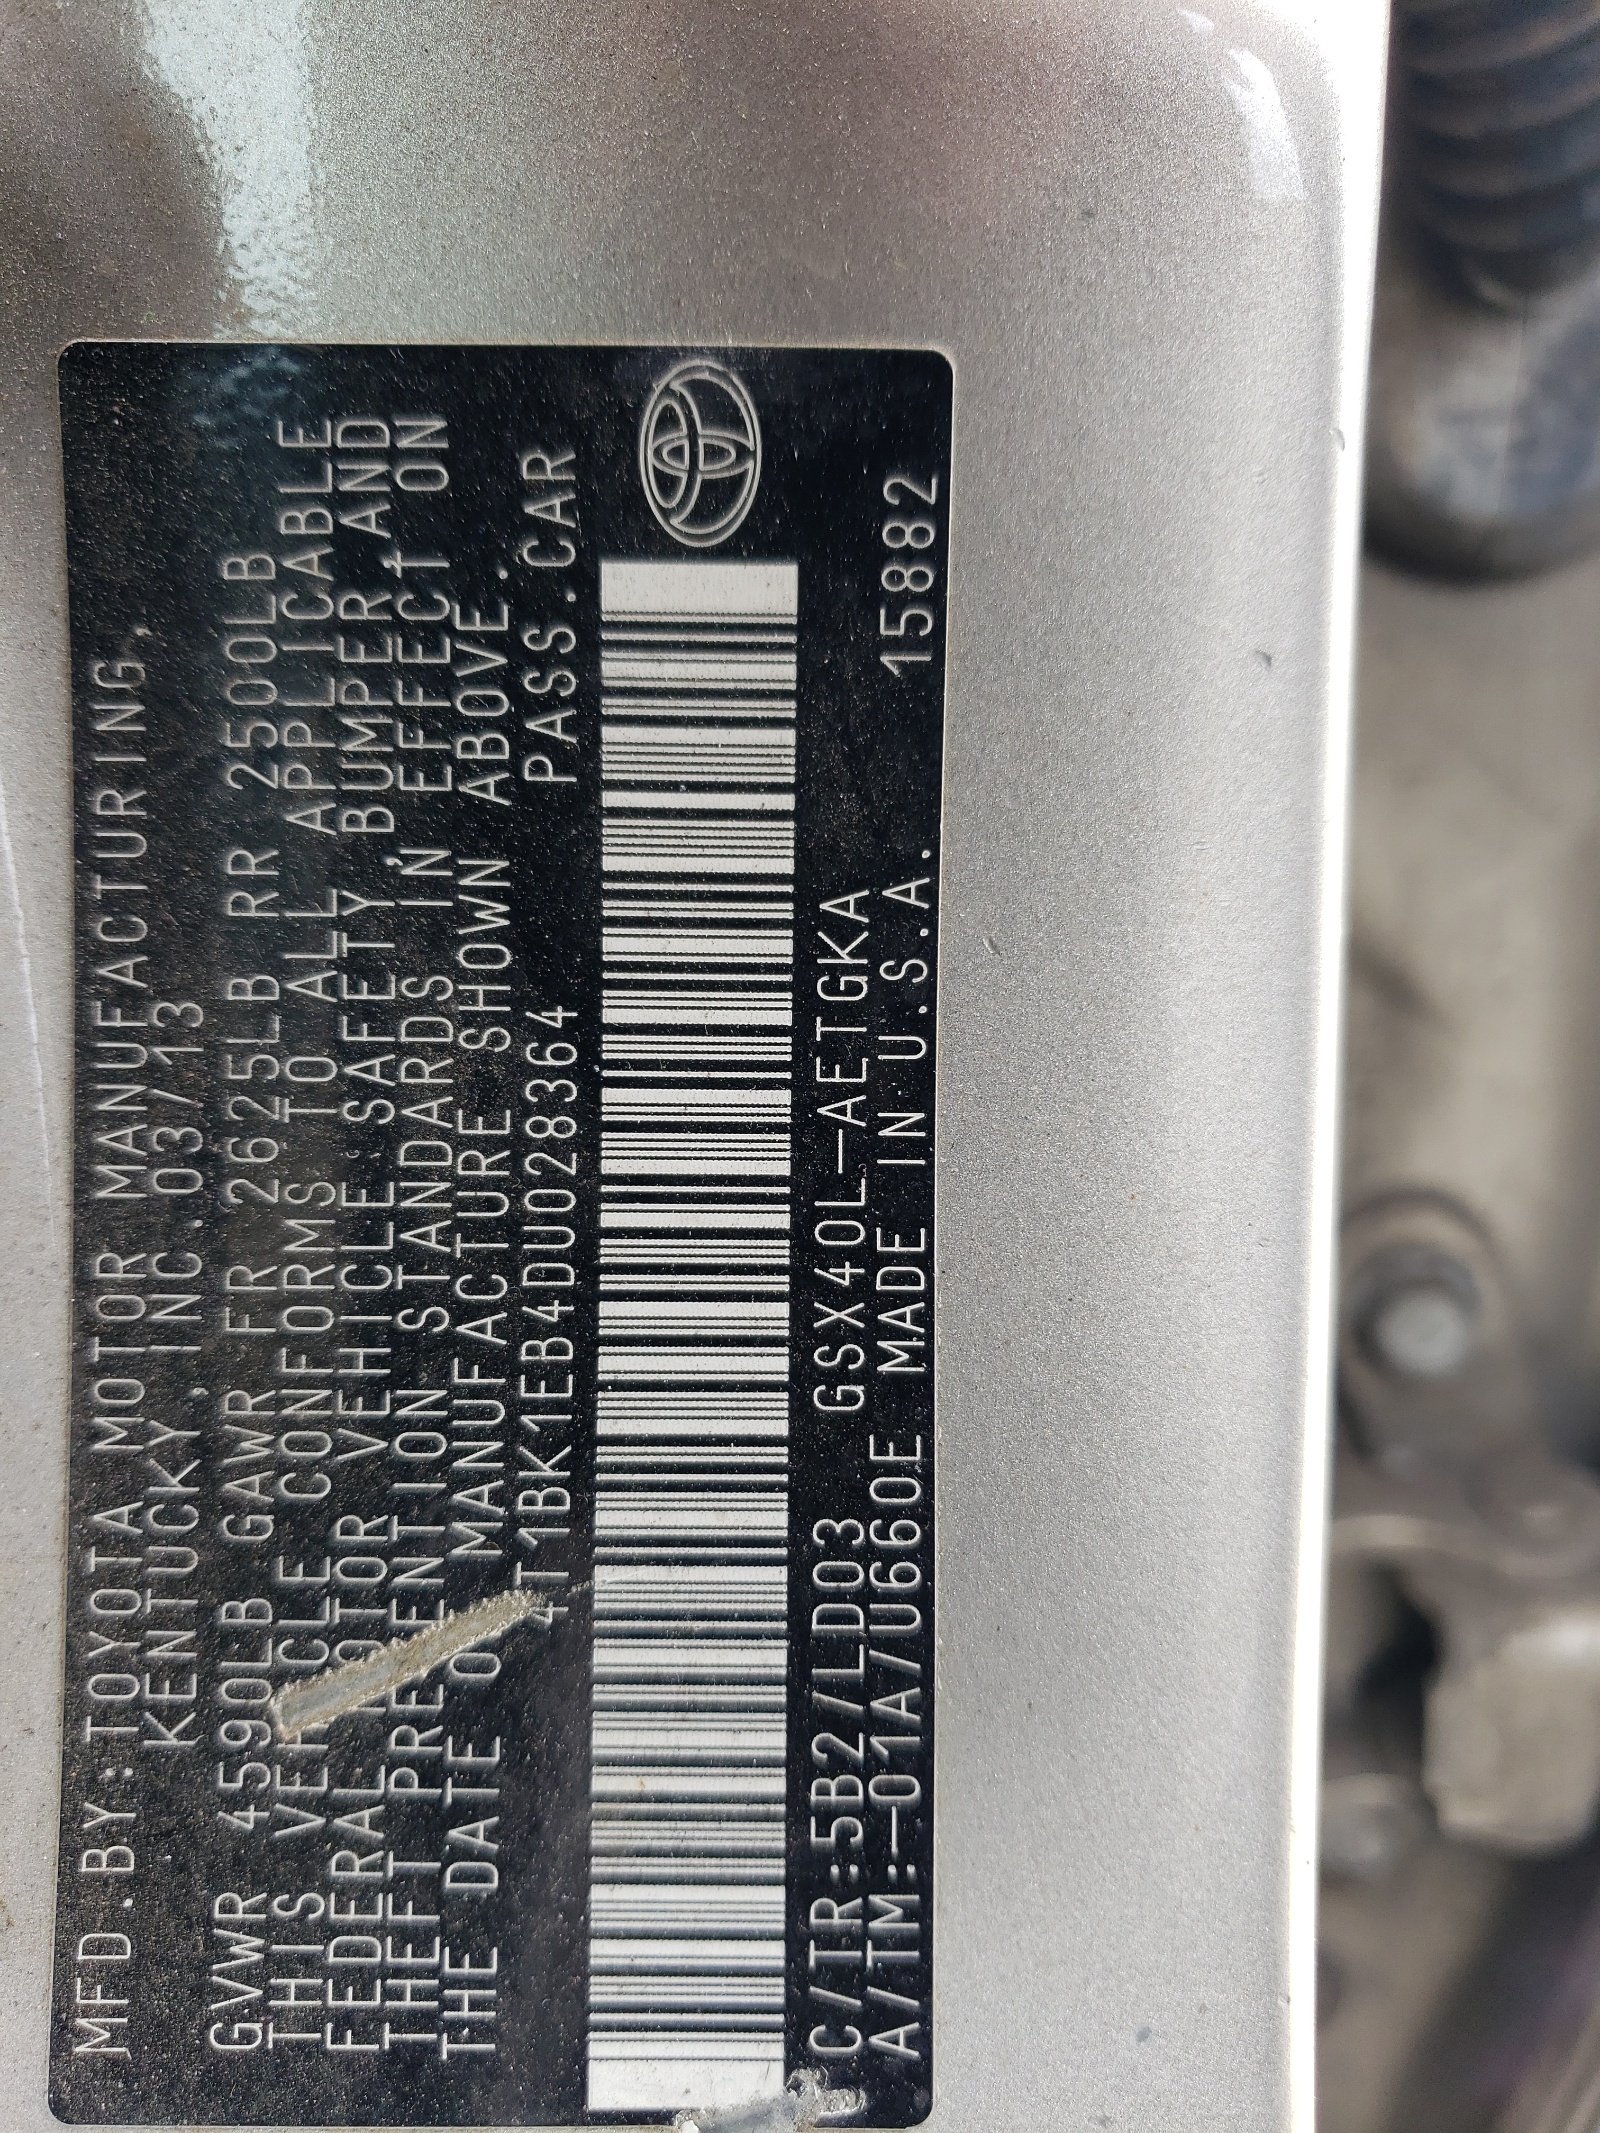 MFD.BY:TOYOTA MOTOR MANUFACTURING,
KENTUCKY, INC.03/13
GVWR 4590LB GAWR FR 2625LB RR 2500LB
THIS VEHICLE CONFORMS TO ALL APPLICABLE
FEDERAL MOTOR VEHICLE SAFETY, BUMPER AND
THEFT PREVENTION STANDARDS IN EFFECT ON
THE DATE OF MANUFACTURE SHOWN ABOVE.
4T1BK1EB4DU028364 PASS.CAR
C/TR:5B2/LD03 GSX40L-AETGKA
A/TM:-01A/U660E MADE IN U.S.A. 15882